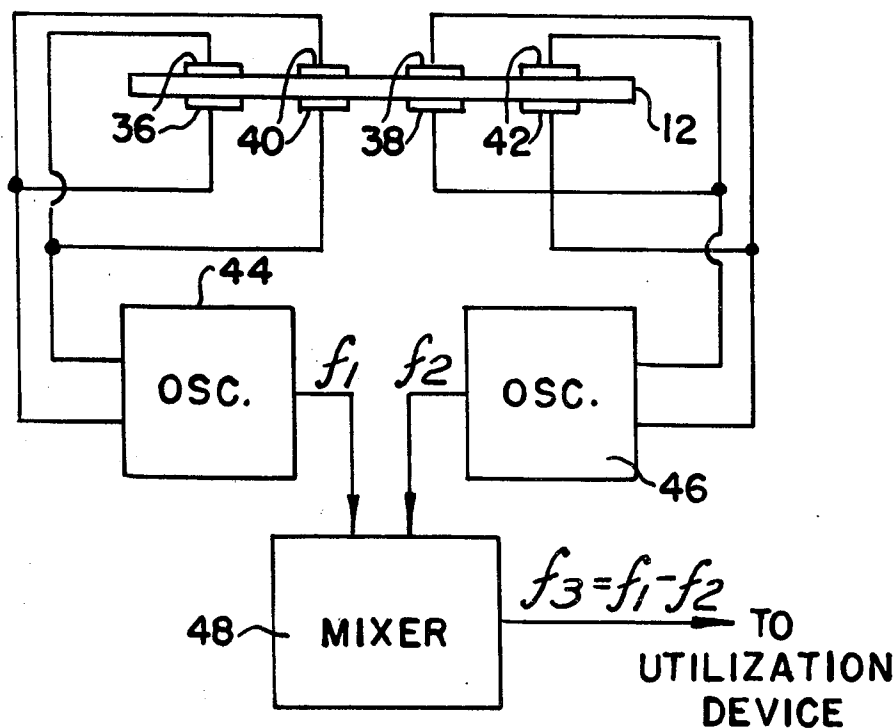 36
40
38
42
12
44
OSC.
f1
f2
OSC.
46
48
MIXER
f3=f1-f2
TO
UTILIZATION
DEVICE